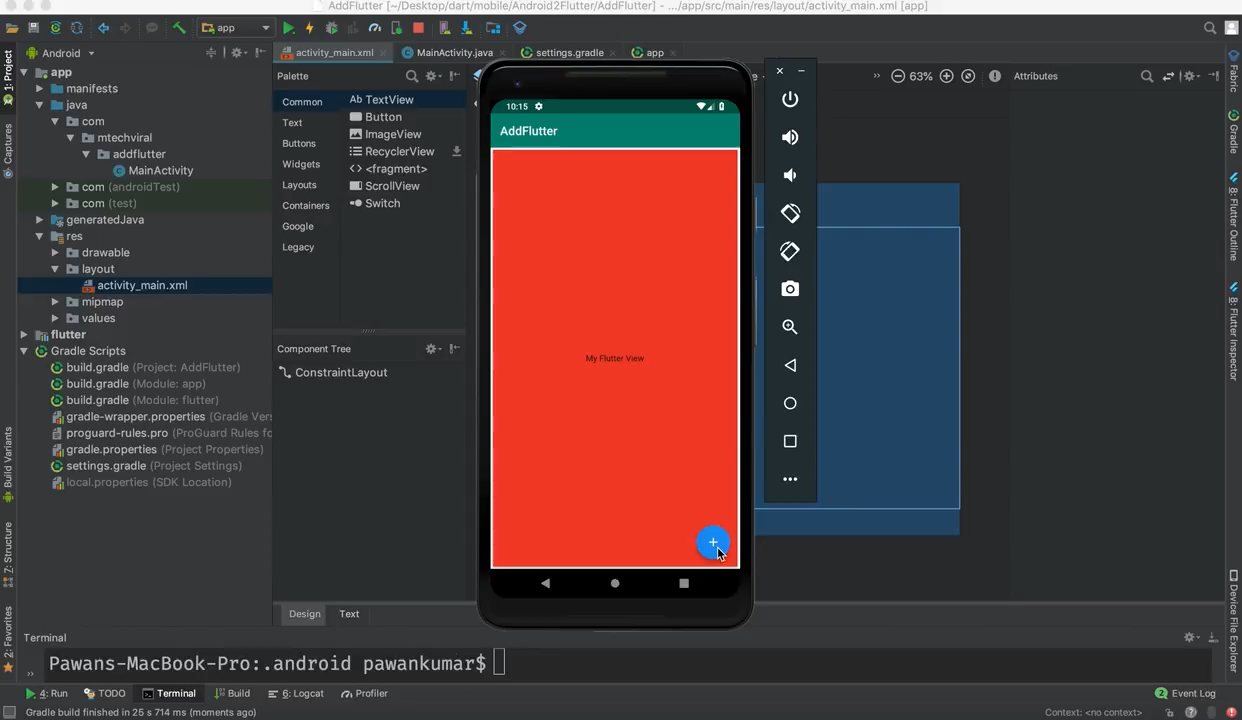 AddFlutter [~/Desktop/dart/mobile/Android2Flutter/AddFlutter] - .../app/src/main/res/layout/activity_main.xml [app]
app
Android
activity_main.xml
MainActivity.java
settings.gradle
app
1: Project
Captures
Build Variants
7: Structure
2: Favorites
app
manifests
java
com
mtechviral
addflutter
MainActivity
com (androidTest)
com (test)
generatedJava
res
drawable
layout
activity_main.xml
mipmap
values
flutter
Gradle Scripts
build.gradle (Project: AddFlutter)
build.gradle (Module: app)
build.gradle (Module: flutter)
gradle-wrapper.properties (Gradle Vers
proguard-rules.pro (ProGuard Rules fo
gradle.properties (Project Properties)
settings.gradle (Project Settings)
local.properties (SDK Location)
Palette
Common
Text
Buttons
Widgets
Layouts
Containers
Google
Legacy
Ab TextView
Button
ImageView
RecyclerView
<> <fragment>
ScrollView
Switch
Component Tree
ConstraintLayout
Design
Text
10:15
AddFlutter
My Flutter View
63%
Attributes
Fabric
Gradle
8: Flutter Outline
8: Flutter Inspector
Device File Explorer
Terminal
Pawans-MacBook-Pro:.android pawankumar$
4: Run
TODO
Terminal
Build
6: Logcat
Profiler
2 Event Log
Gradle build finished in 25 s 714 ms (moments ago)
Context: <no context>